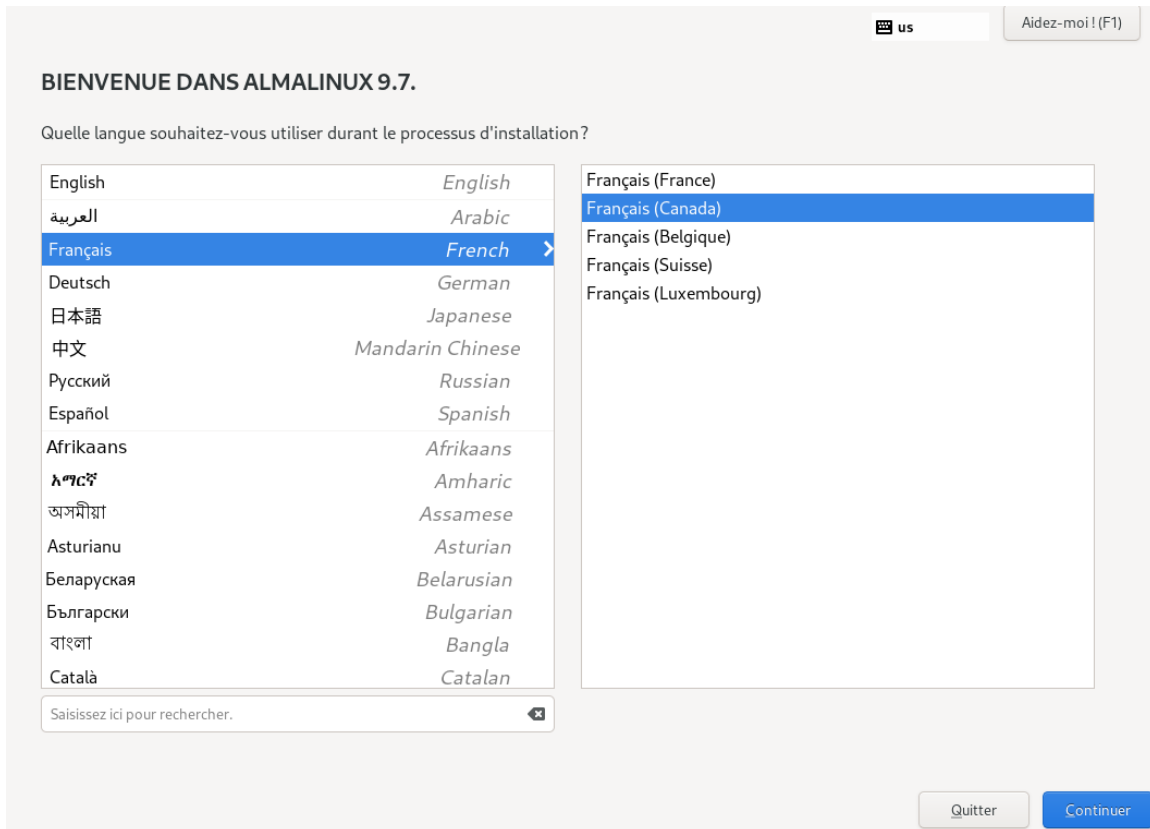 us
Aidez-moi ! (F1)
BIENVENUE DANS ALMALINUX 9.7.
Quelle langue souhaitez-vous utiliser durant le processus d'installation ?
English English
العربية Arabic
Français French
Deutsch German
日本語 Japanese
中文 Mandarin Chinese
Русский Russian
Español Spanish
Afrikaans Afrikaans
አማርኛ Amharic
অসমীয়া Assamese
Asturianu Asturian
Беларуская Belarusian
Български Bulgarian
বাংলা Bangla
Català Catalan
Saisissez ici pour rechercher.
Français (France)
Français (Canada)
Français (Belgique)
Français (Suisse)
Français (Luxembourg)
Quitter
Continuer